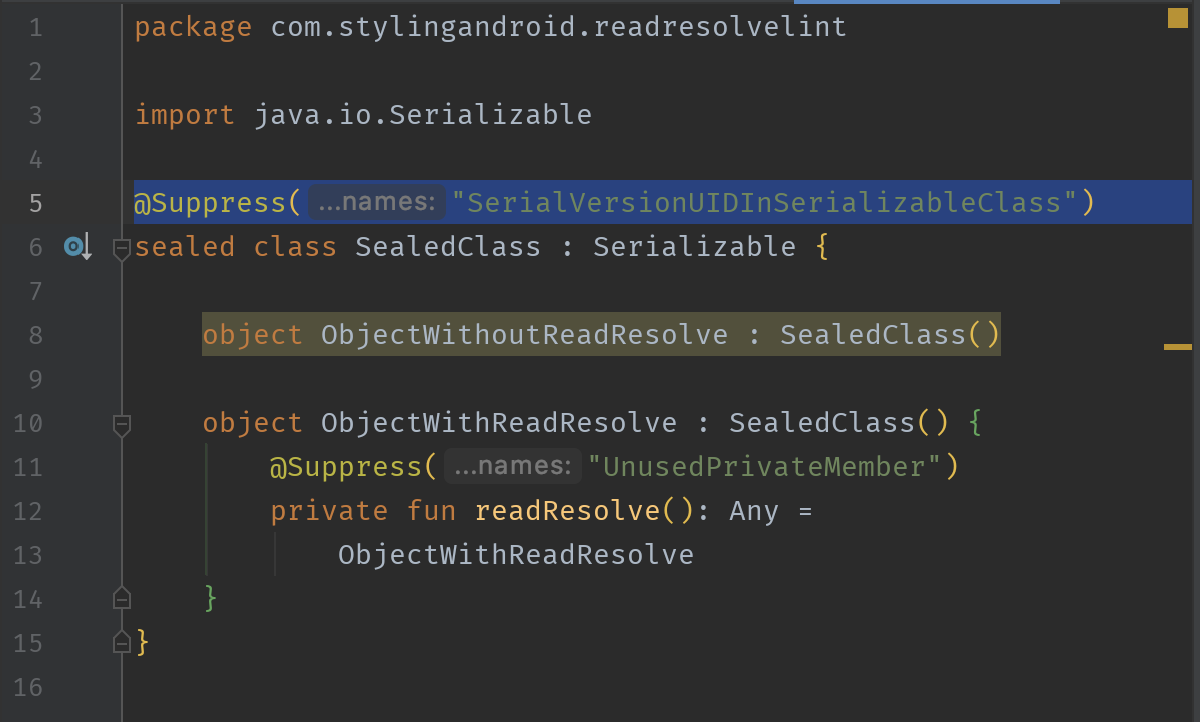 1 package com.stylingandroid.readresolvelint
2
3 import java.io.Serializable
4
5 @Suppress( ...names: "SerialVersionUIDInSerializableClass")
6 sealed class SealedClass : Serializable {
7
8 object ObjectWithoutReadResolve : SealedClass()
9
10 object ObjectWithReadResolve : SealedClass() {
11 @Suppress( ...names: "UnusedPrivateMember")
12 private fun readResolve(): Any =
13 ObjectWithReadResolve
14 }
15 }
16